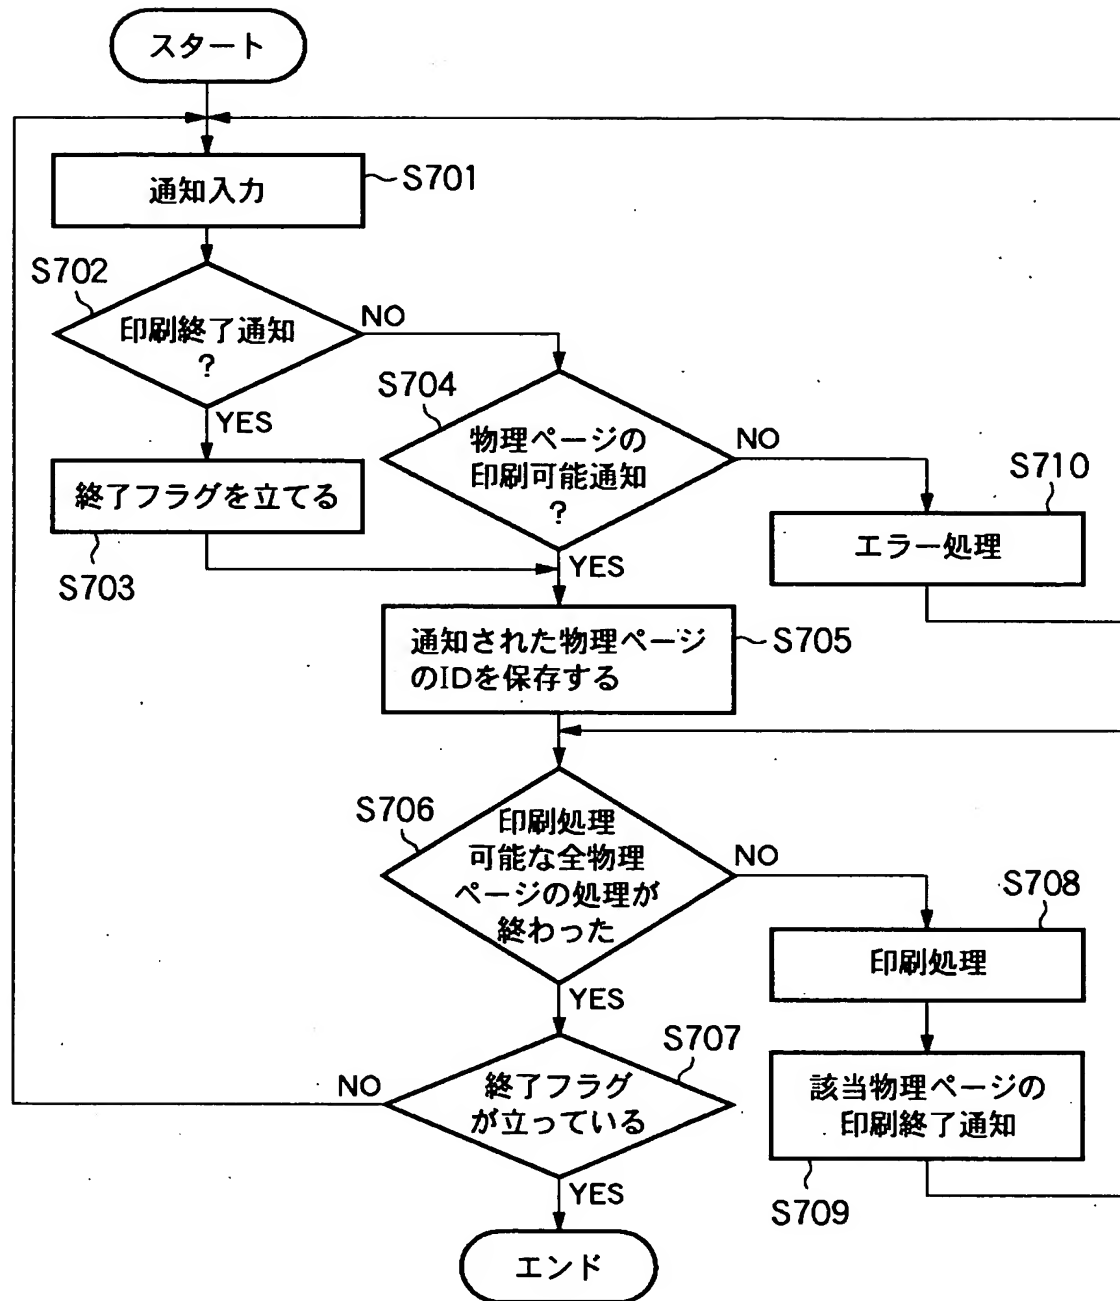 スタート
通知入力
S701
S702
印刷終了通知
?
NO
YES
終了フラグを立てる
S703
S704
物理ページの
印刷可能通知
?
NO
YES
S710
エラー処理
通知された物理ページ
のIDを保存する
S705
S706
印刷処理
可能な全物理
ページの処理が
終わった
NO
YES
S708
印刷処理
該当物理ページの
印刷終了通知
S709
S707
終了フラグ
が立っている
NO
YES
エンド